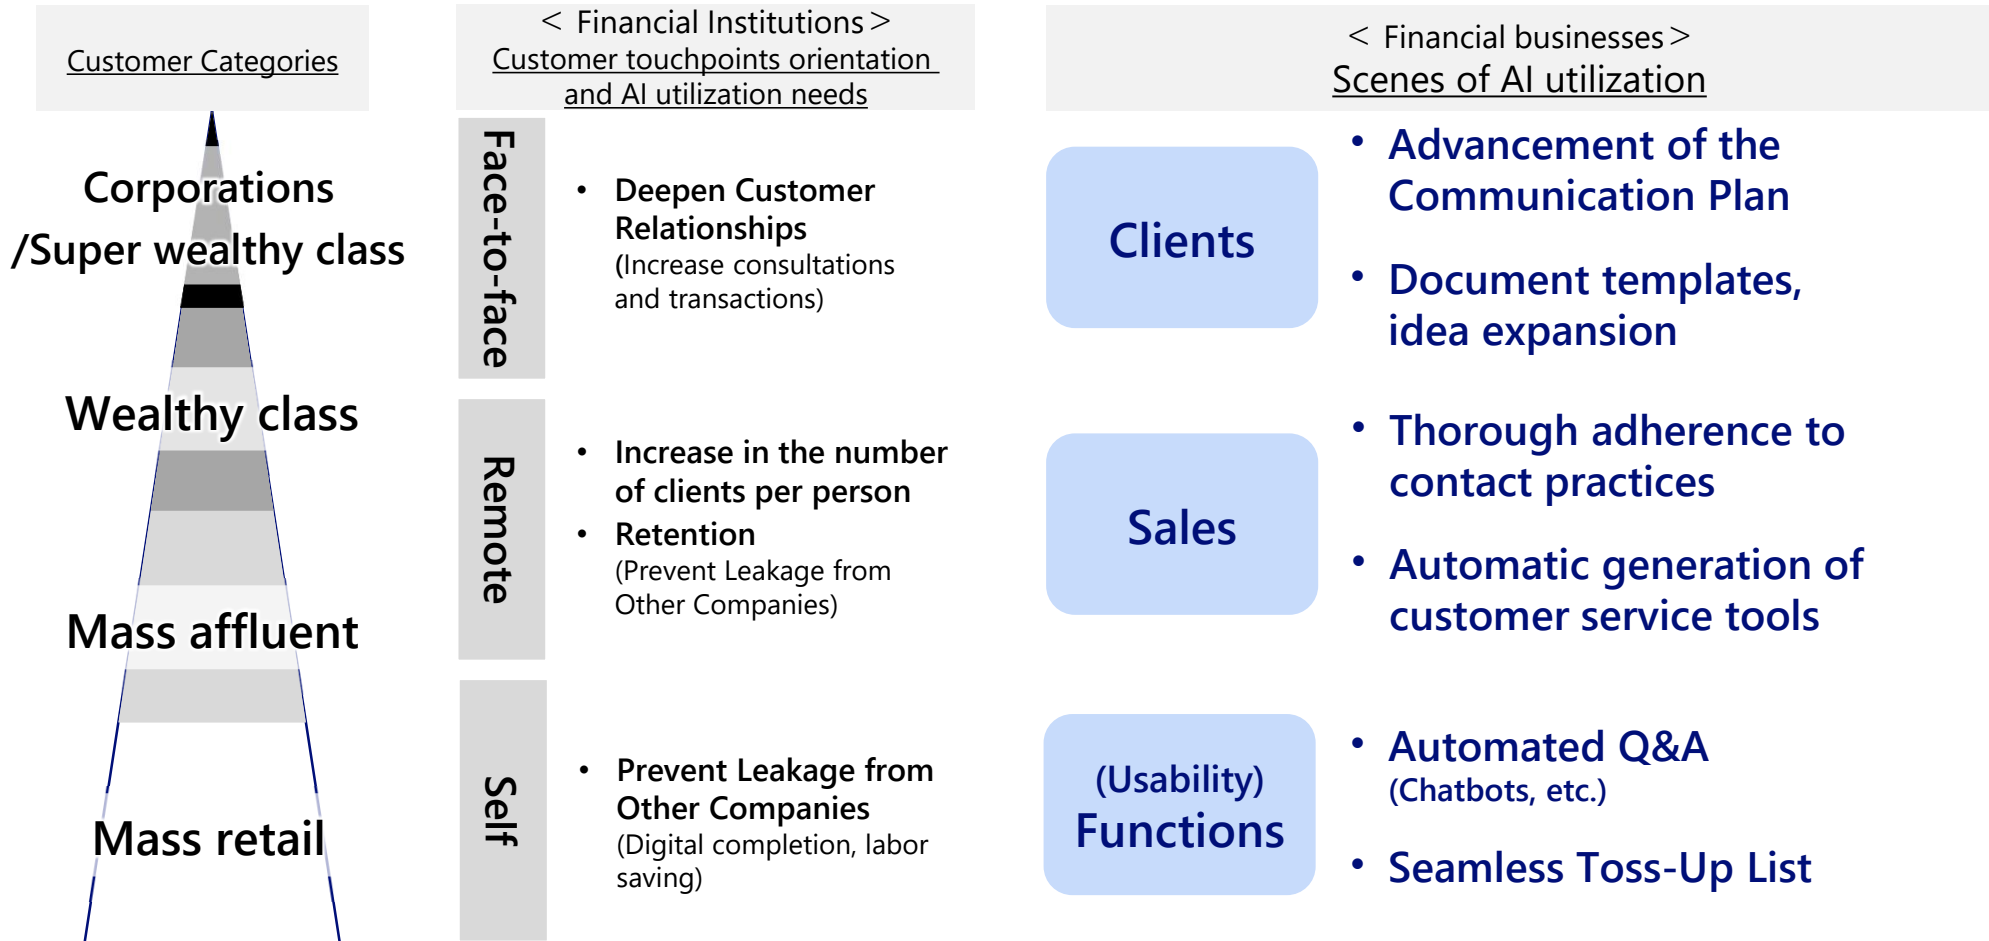 Customer Categories
Corporations
/Super wealthy class
Wealthy class
Mass affluent
Mass retail
＜ Financial Institutions＞
Customer touchpoints orientation
and AI utilization needs
Face-to-face
• Deepen Customer
Relationships
(Increase consultations
and transactions)
Remote
• Increase in the number
of clients per person
• Retention
(Prevent Leakage from
Other Companies)
Self
• Prevent Leakage from
Other Companies
(Digital completion, labor
saving)
＜ Financial businesses＞
Scenes of AI utilization
Clients
• Advancement of the
Communication Plan
• Document templates,
idea expansion
Sales
• Thorough adherence to
contact practices
• Automatic generation of
customer service tools
(Usability)
Functions
• Automated Q&A
(Chatbots, etc.)
• Seamless Toss-Up List